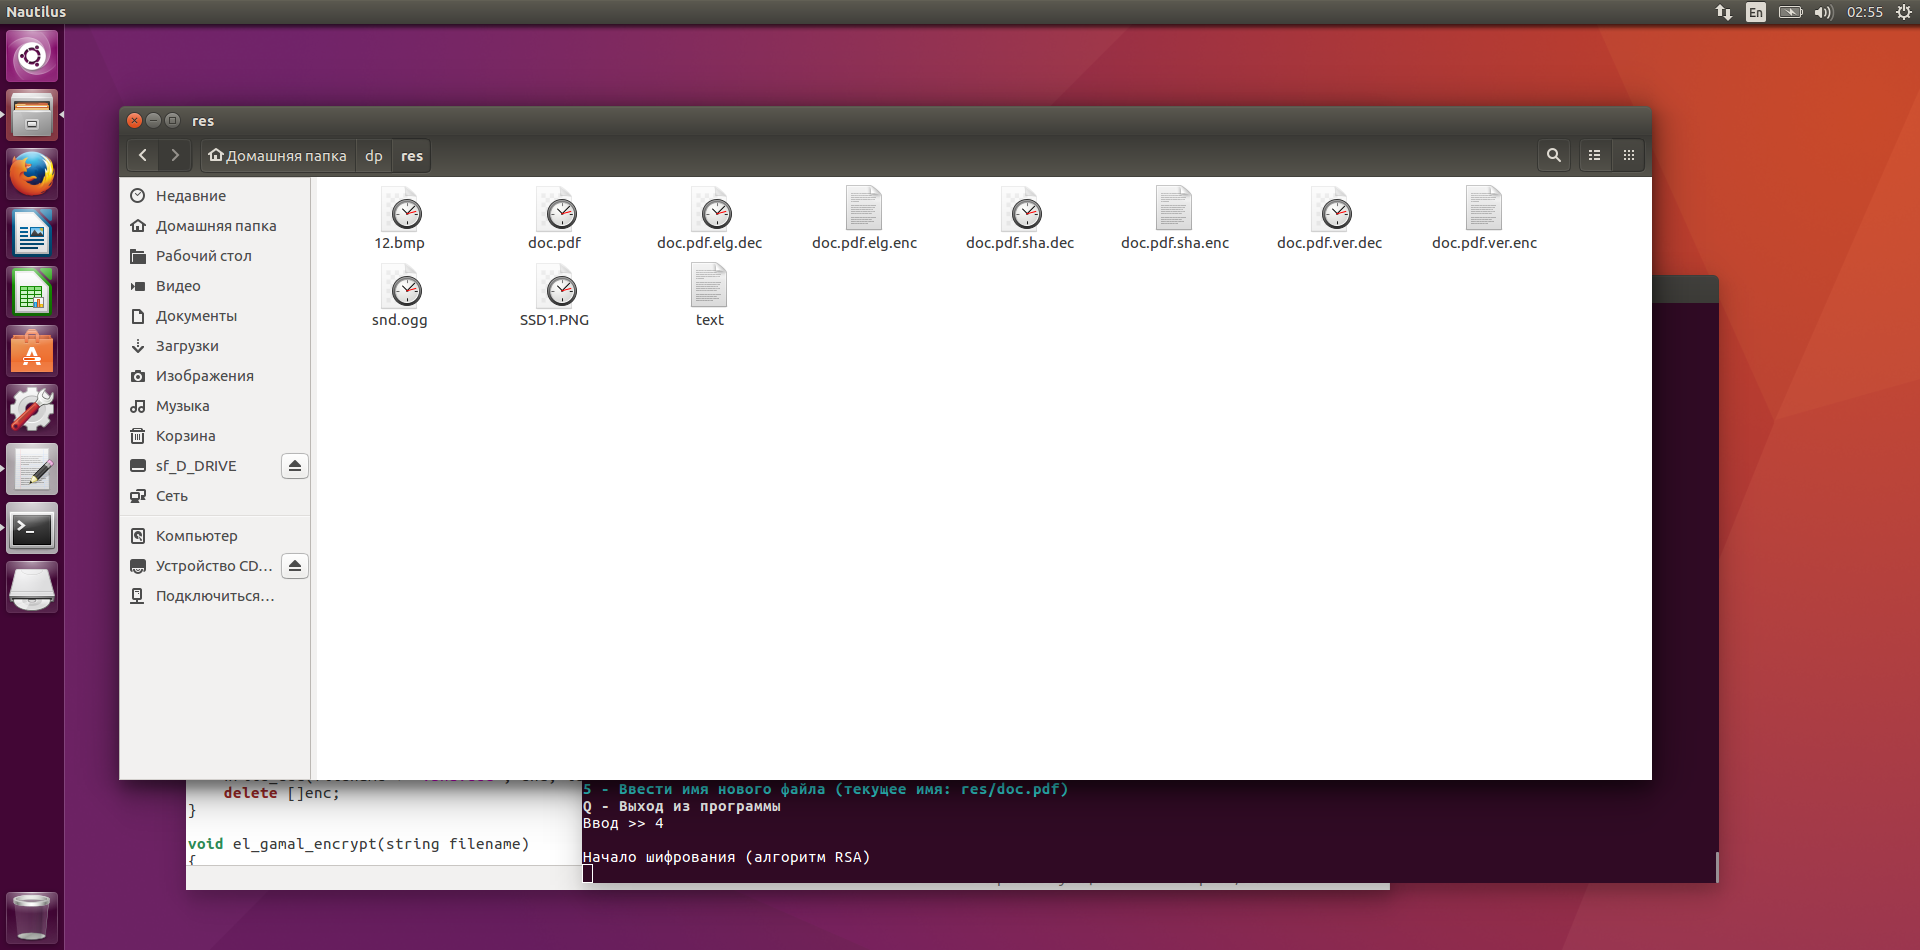 Nautilus
En
02:55
res
Домашняя папка dp res
Недавние
Домашняя папка
Рабочий стол
Видео
Документы
Загрузки
Изображения
Музыка
Корзина
sf_D_DRIVE
Сеть
Компьютер
Устройство CD...
Подключиться...
12.bmp doc.pdf doc.pdf.elg.dec doc.pdf.elg.enc doc.pdf.sha.dec doc.pdf.sha.enc doc.pdf.ver.dec doc.pdf.ver.enc
snd.ogg SSD1.PNG text
delete []enc;
}
void el_gamal_encrypt(string filename)
{
5 - Ввести имя нового файла (текущее имя: res/doc.pdf)
Q - Выход из программы
Ввод >> 4
Начало шифрования (алгоритм RSA)